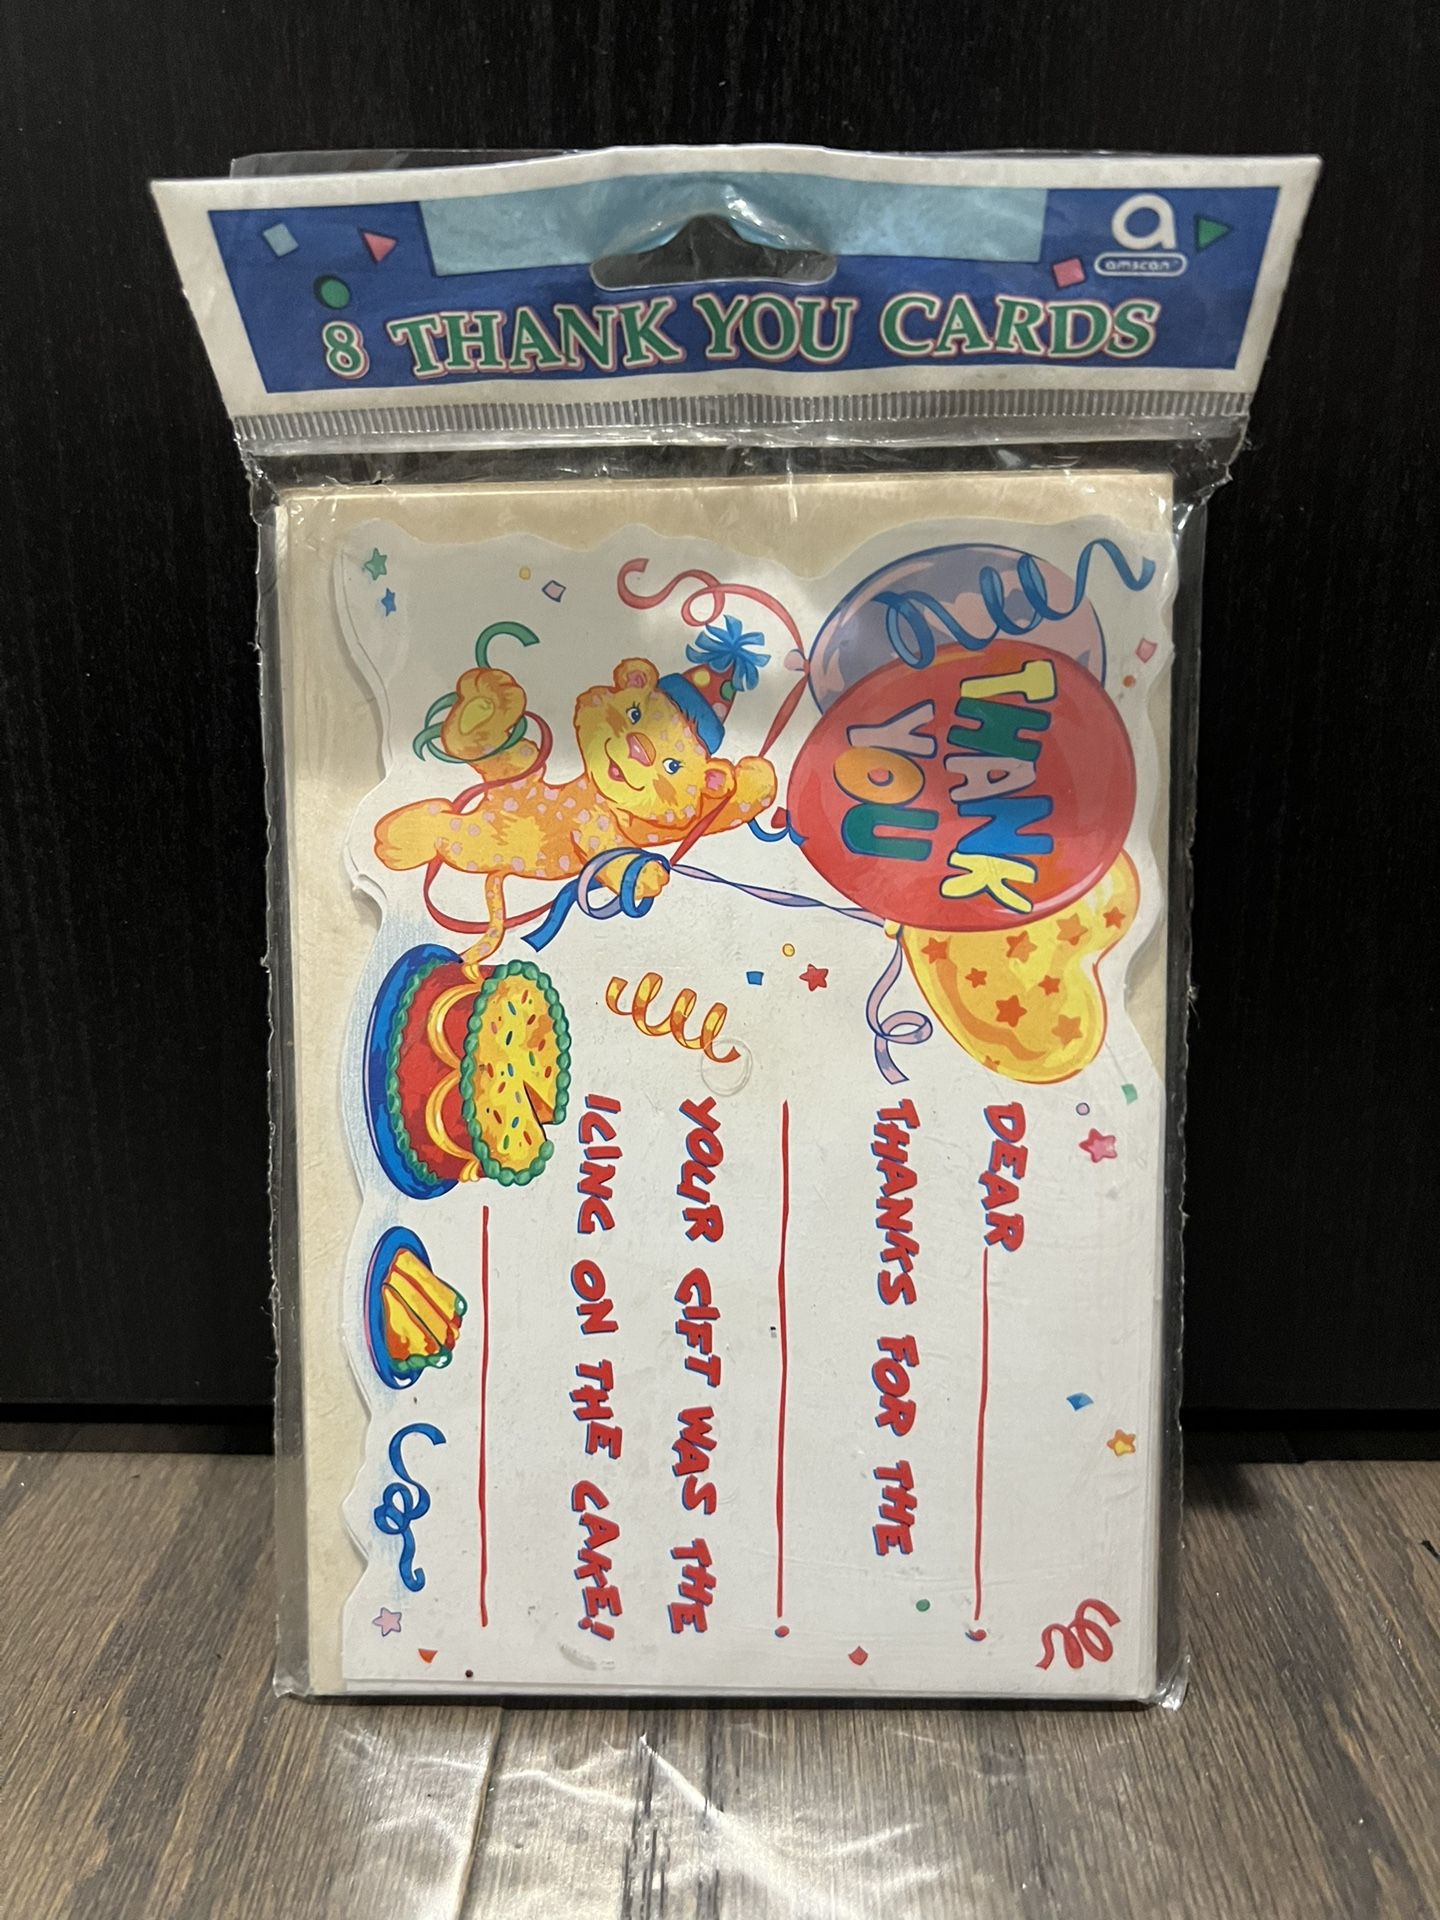 a
amscan
8 THANK YOU CARDS
THANK
YOU
DEAR ,
THANKS FOR THE
.
YOUR GIFT WAS THE
ICING ON THE CAKE!